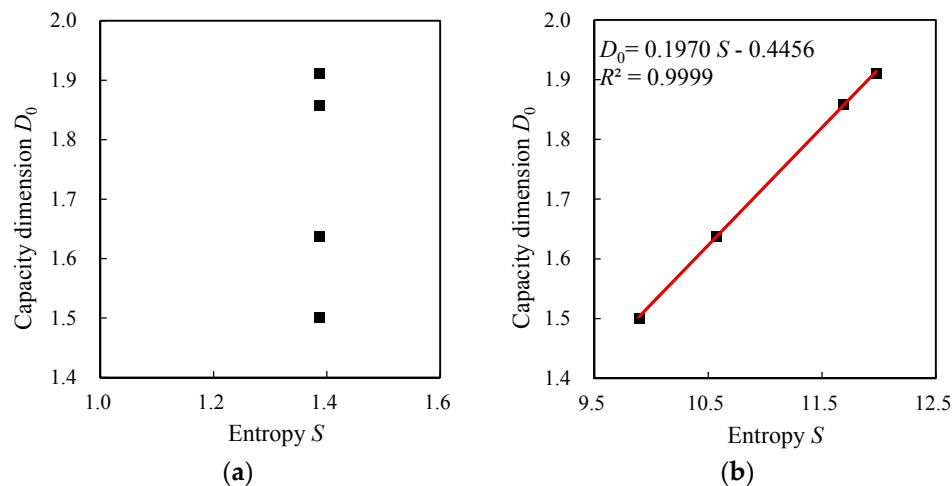 2.0
1.9
1.8
1.7
1.6
1.5
1.4
Capacity dimension D₀
1.0
1.2
1.4
1.6
Entropy S
(a)
D₀= 0.1970 S - 0.4456
R² = 0.9999
2.0
1.9
1.8
1.7
1.6
1.5
1.4
Capacity dimension D₀
9.5
10.5
11.5
12.5
Entropy S
(b)